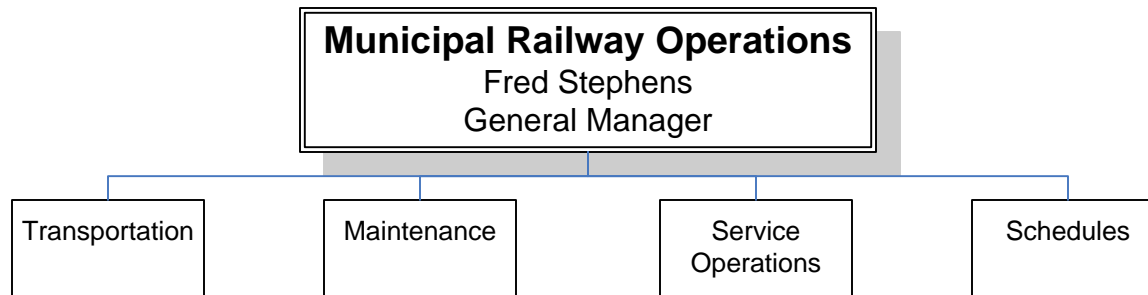 Municipal Railway Operations
Fred Stephens
General Manager
Transportation
Maintenance
Service
Operations
Schedules